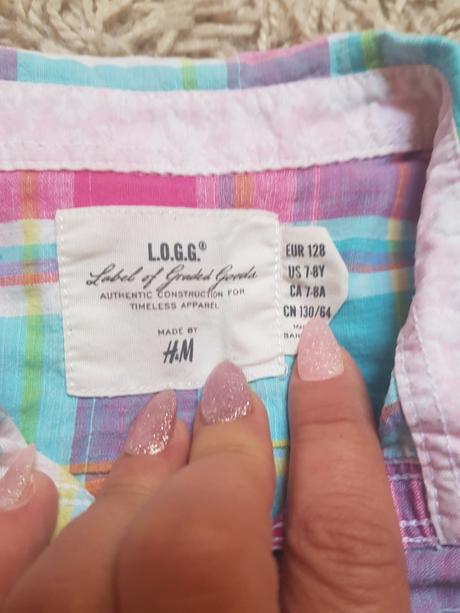 L.O.G.G.®
Label of Graded Goods
AUTHENTIC CONSTRUCTION FOR
TIMELESS APPAREL
MADE BY
H&M
EUR 128
US 7-8Y
CA 7-8A
CN 130/64